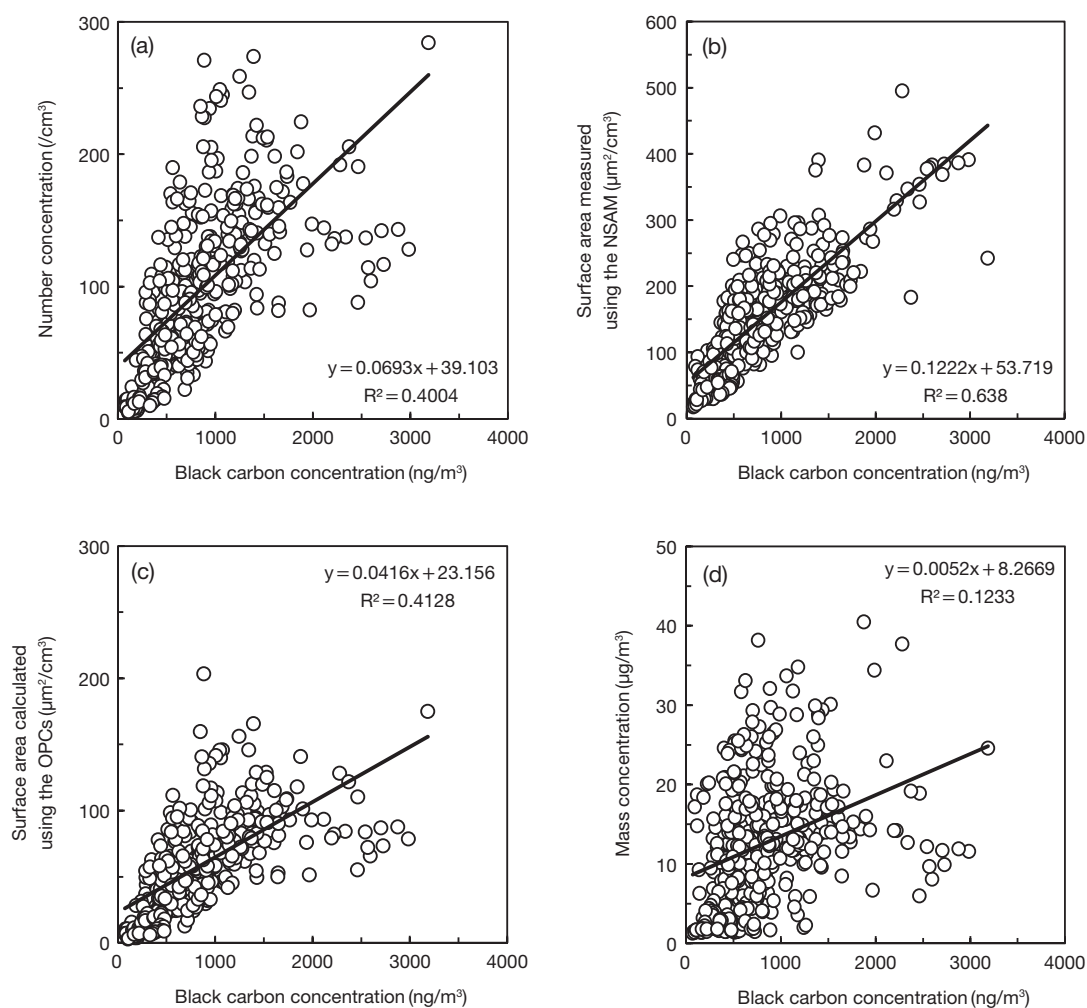 (a)
300
200
100
0
Number concentration (/cm³)
y = 0.0693x + 39.103
R² = 0.4004
0 1000 2000 3000 4000
Black carbon concentration (ng/m³)
(b)
600
500
400
300
200
100
0
Surface area measured
using the NSAM (µm²/cm³)
y = 0.1222x + 53.719
R² = 0.638
0 1000 2000 3000 4000
Black carbon concentration (ng/m³)
(c)
300
200
100
0
Surface area calculated
using the OPCs (µm²/cm³)
y = 0.0416x + 23.156
R² = 0.4128
0 1000 2000 3000 4000
Black carbon concentration (ng/m³)
(d)
50
40
30
20
10
0
Mass concentration (µg/m³)
y = 0.0052x + 8.2669
R² = 0.1233
0 1000 2000 3000 4000
Black carbon concentration (ng/m³)